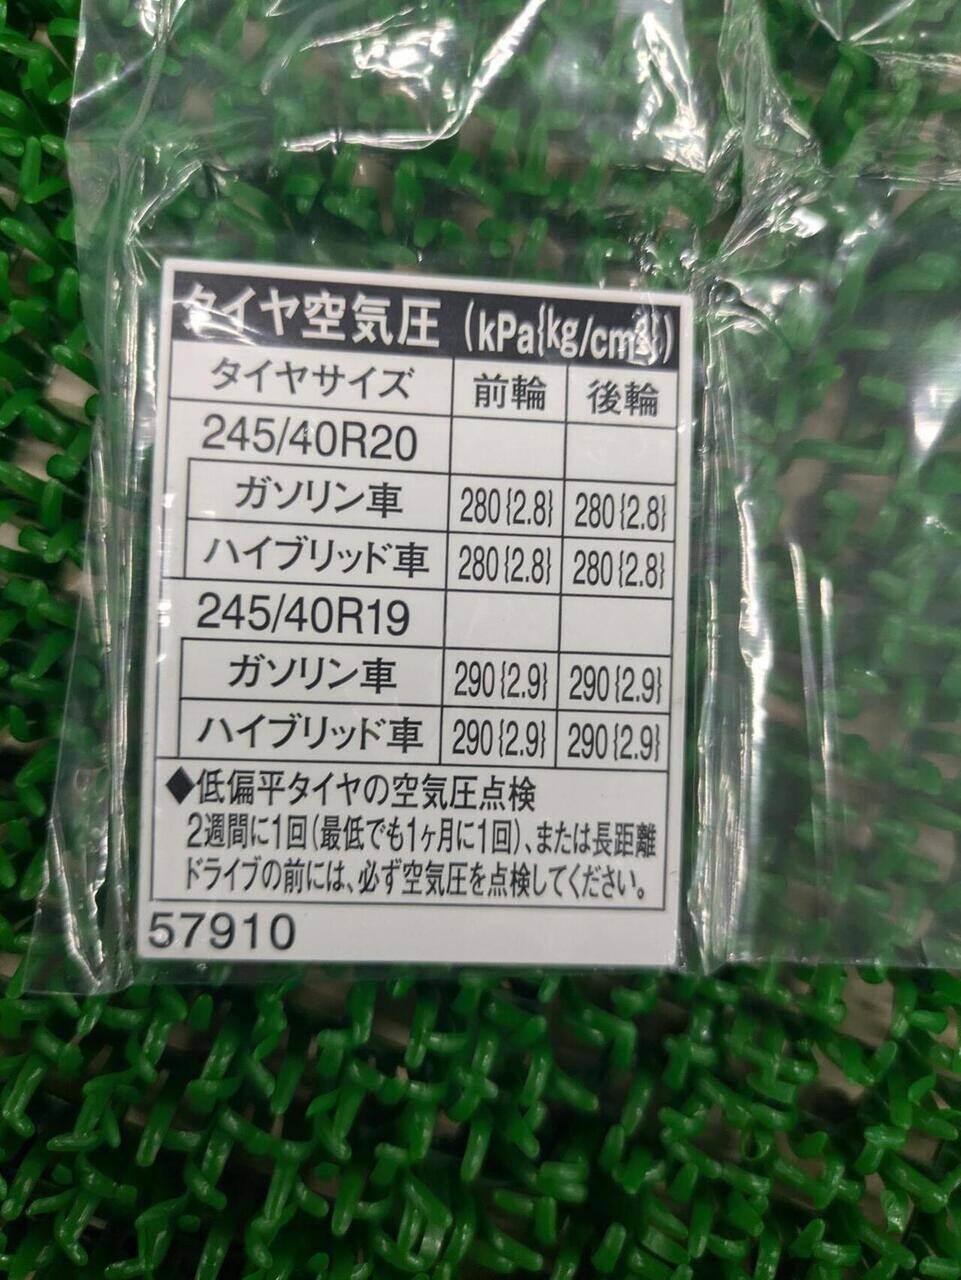 タイヤ空気圧 (kPa{kg/cm²})
タイヤサイズ 前輪 後輪
245/40R20
ガソリン車 280{2.8} 280{2.8}
ハイブリッド車 280{2.8} 280{2.8}
245/40R19
ガソリン車 290{2.9} 290{2.9}
ハイブリッド車 290{2.9} 290{2.9}
◆低偏平タイヤの空気圧点検
2週間に1回(最低でも1ヶ月に1回)、または長距離
ドライブの前には、必ず空気圧を点検してください。
57910